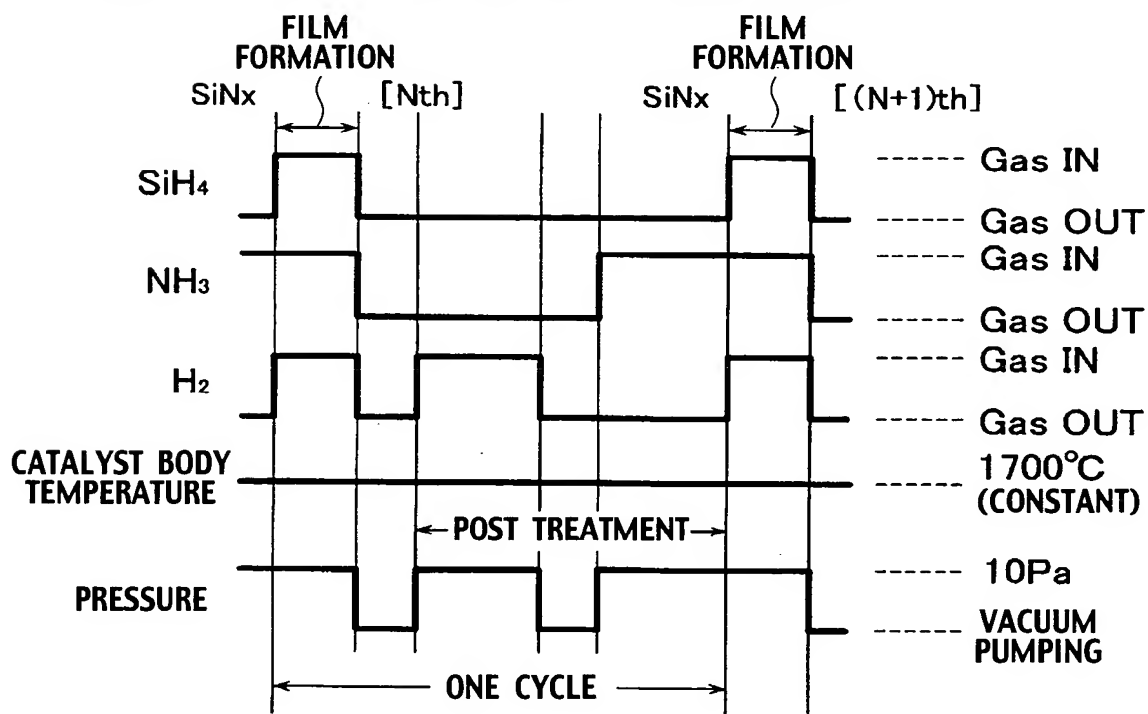 FILM
FORMATION
FILM
FORMATION
SiNx
[Nth]
SiNx
[(N+1)th]
SiH₄
Gas IN
Gas OUT
NH₃
Gas IN
Gas OUT
H₂
Gas IN
Gas OUT
CATALYST BODY
TEMPERATURE
1700°C
(CONSTANT)
POST TREATMENT
PRESSURE
10Pa
VACUUM
PUMPING
ONE CYCLE